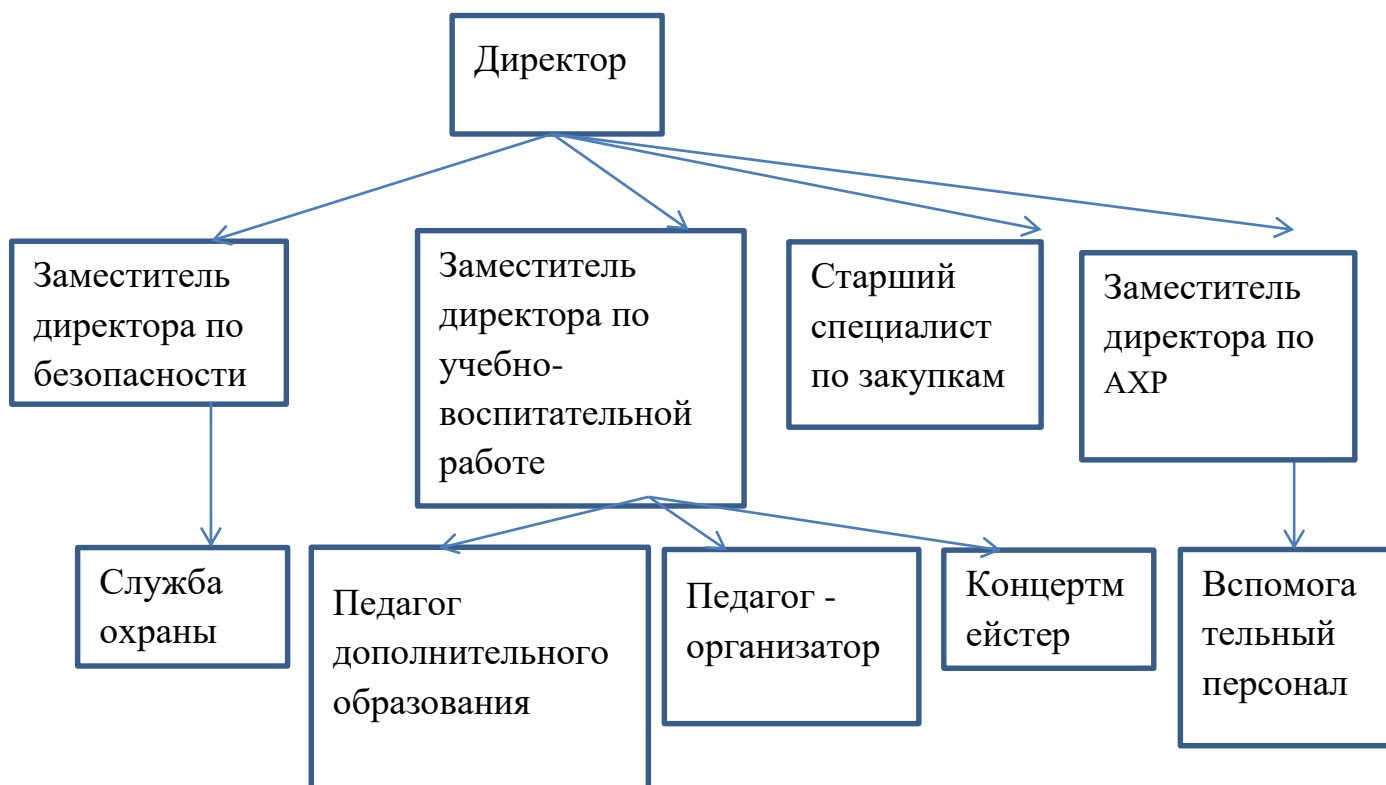 Директор
Заместитель
директора по
безопасности
Заместитель
директора по
учебно-
воспитательной
работе
Старший
специалист
по закупкам
Заместитель
директора по
АХР
Служба
охраны
Педагог
дополнительного
образования
Педагог -
организатор
Концертм
ейстер
Вспомога
тельный
персонал